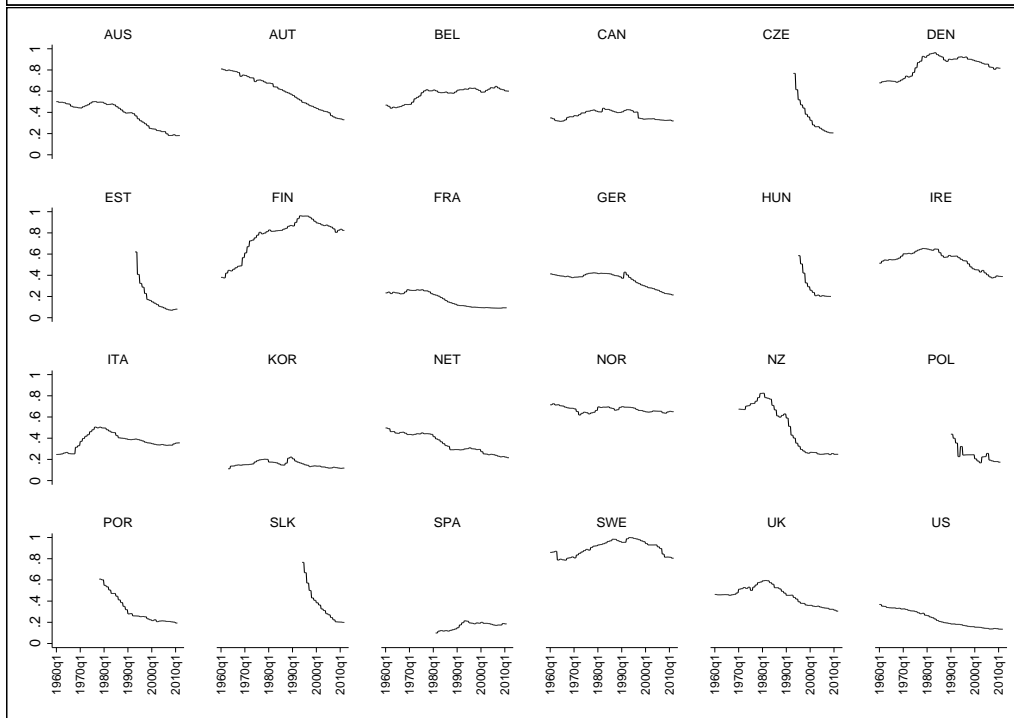 AUS AUT BEL CAN CZE DEN
0 .2 .4 .6 .8 1
EST FIN FRA GER HUN IRE
0 .2 .4 .6 .8 1
ITA KOR NET NOR NZ POL
0 .2 .4 .6 .8 1
POR SLK SPA SWE UK US
0 .2 .4 .6 .8 1
1960q1 1970q1 1980q1 1990q1 2000q1 2010q1 1960q1 1970q1 1980q1 1990q1 2000q1 2010q1 1960q1 1970q1 1980q1 1990q1 2000q1 2010q1 1960q1 1970q1 1980q1 1990q1 2000q1 2010q1 1960q1 1970q1 1980q1 1990q1 2000q1 2010q1 1960q1 1970q1 1980q1 1990q1 2000q1 2010q1